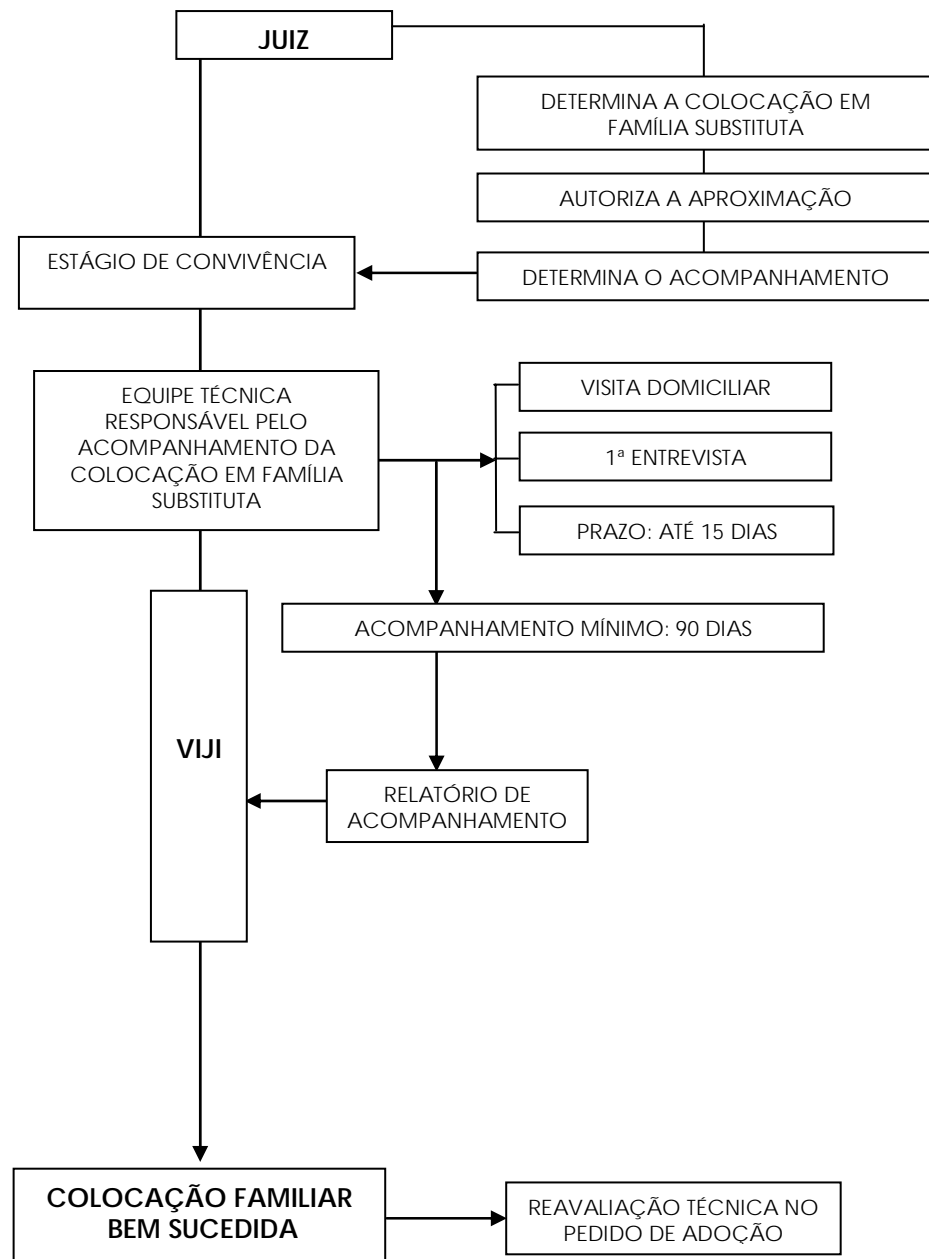 JUIZ
DETERMINA A COLOCAÇÃO EM
FAMÍLIA SUBSTITUTA
AUTORIZA A APROXIMAÇÃO
ESTÁGIO DE CONVIVÊNCIA
DETERMINA O ACOMPANHAMENTO
EQUIPE TÉCNICA
RESPONSÁVEL PELO
ACOMPANHAMENTO DA
COLOCAÇÃO EM FAMÍLIA
SUBSTITUTA
VISITA DOMICILIAR
1ª ENTREVISTA
PRAZO: ATÉ 15 DIAS
ACOMPANHAMENTO MÍNIMO: 90 DIAS
VIJI
RELATÓRIO DE
ACOMPANHAMENTO
COLOCAÇÃO FAMILIAR
BEM SUCEDIDA
REAVALIAÇÃO TÉCNICA NO
PEDIDO DE ADOÇÃO